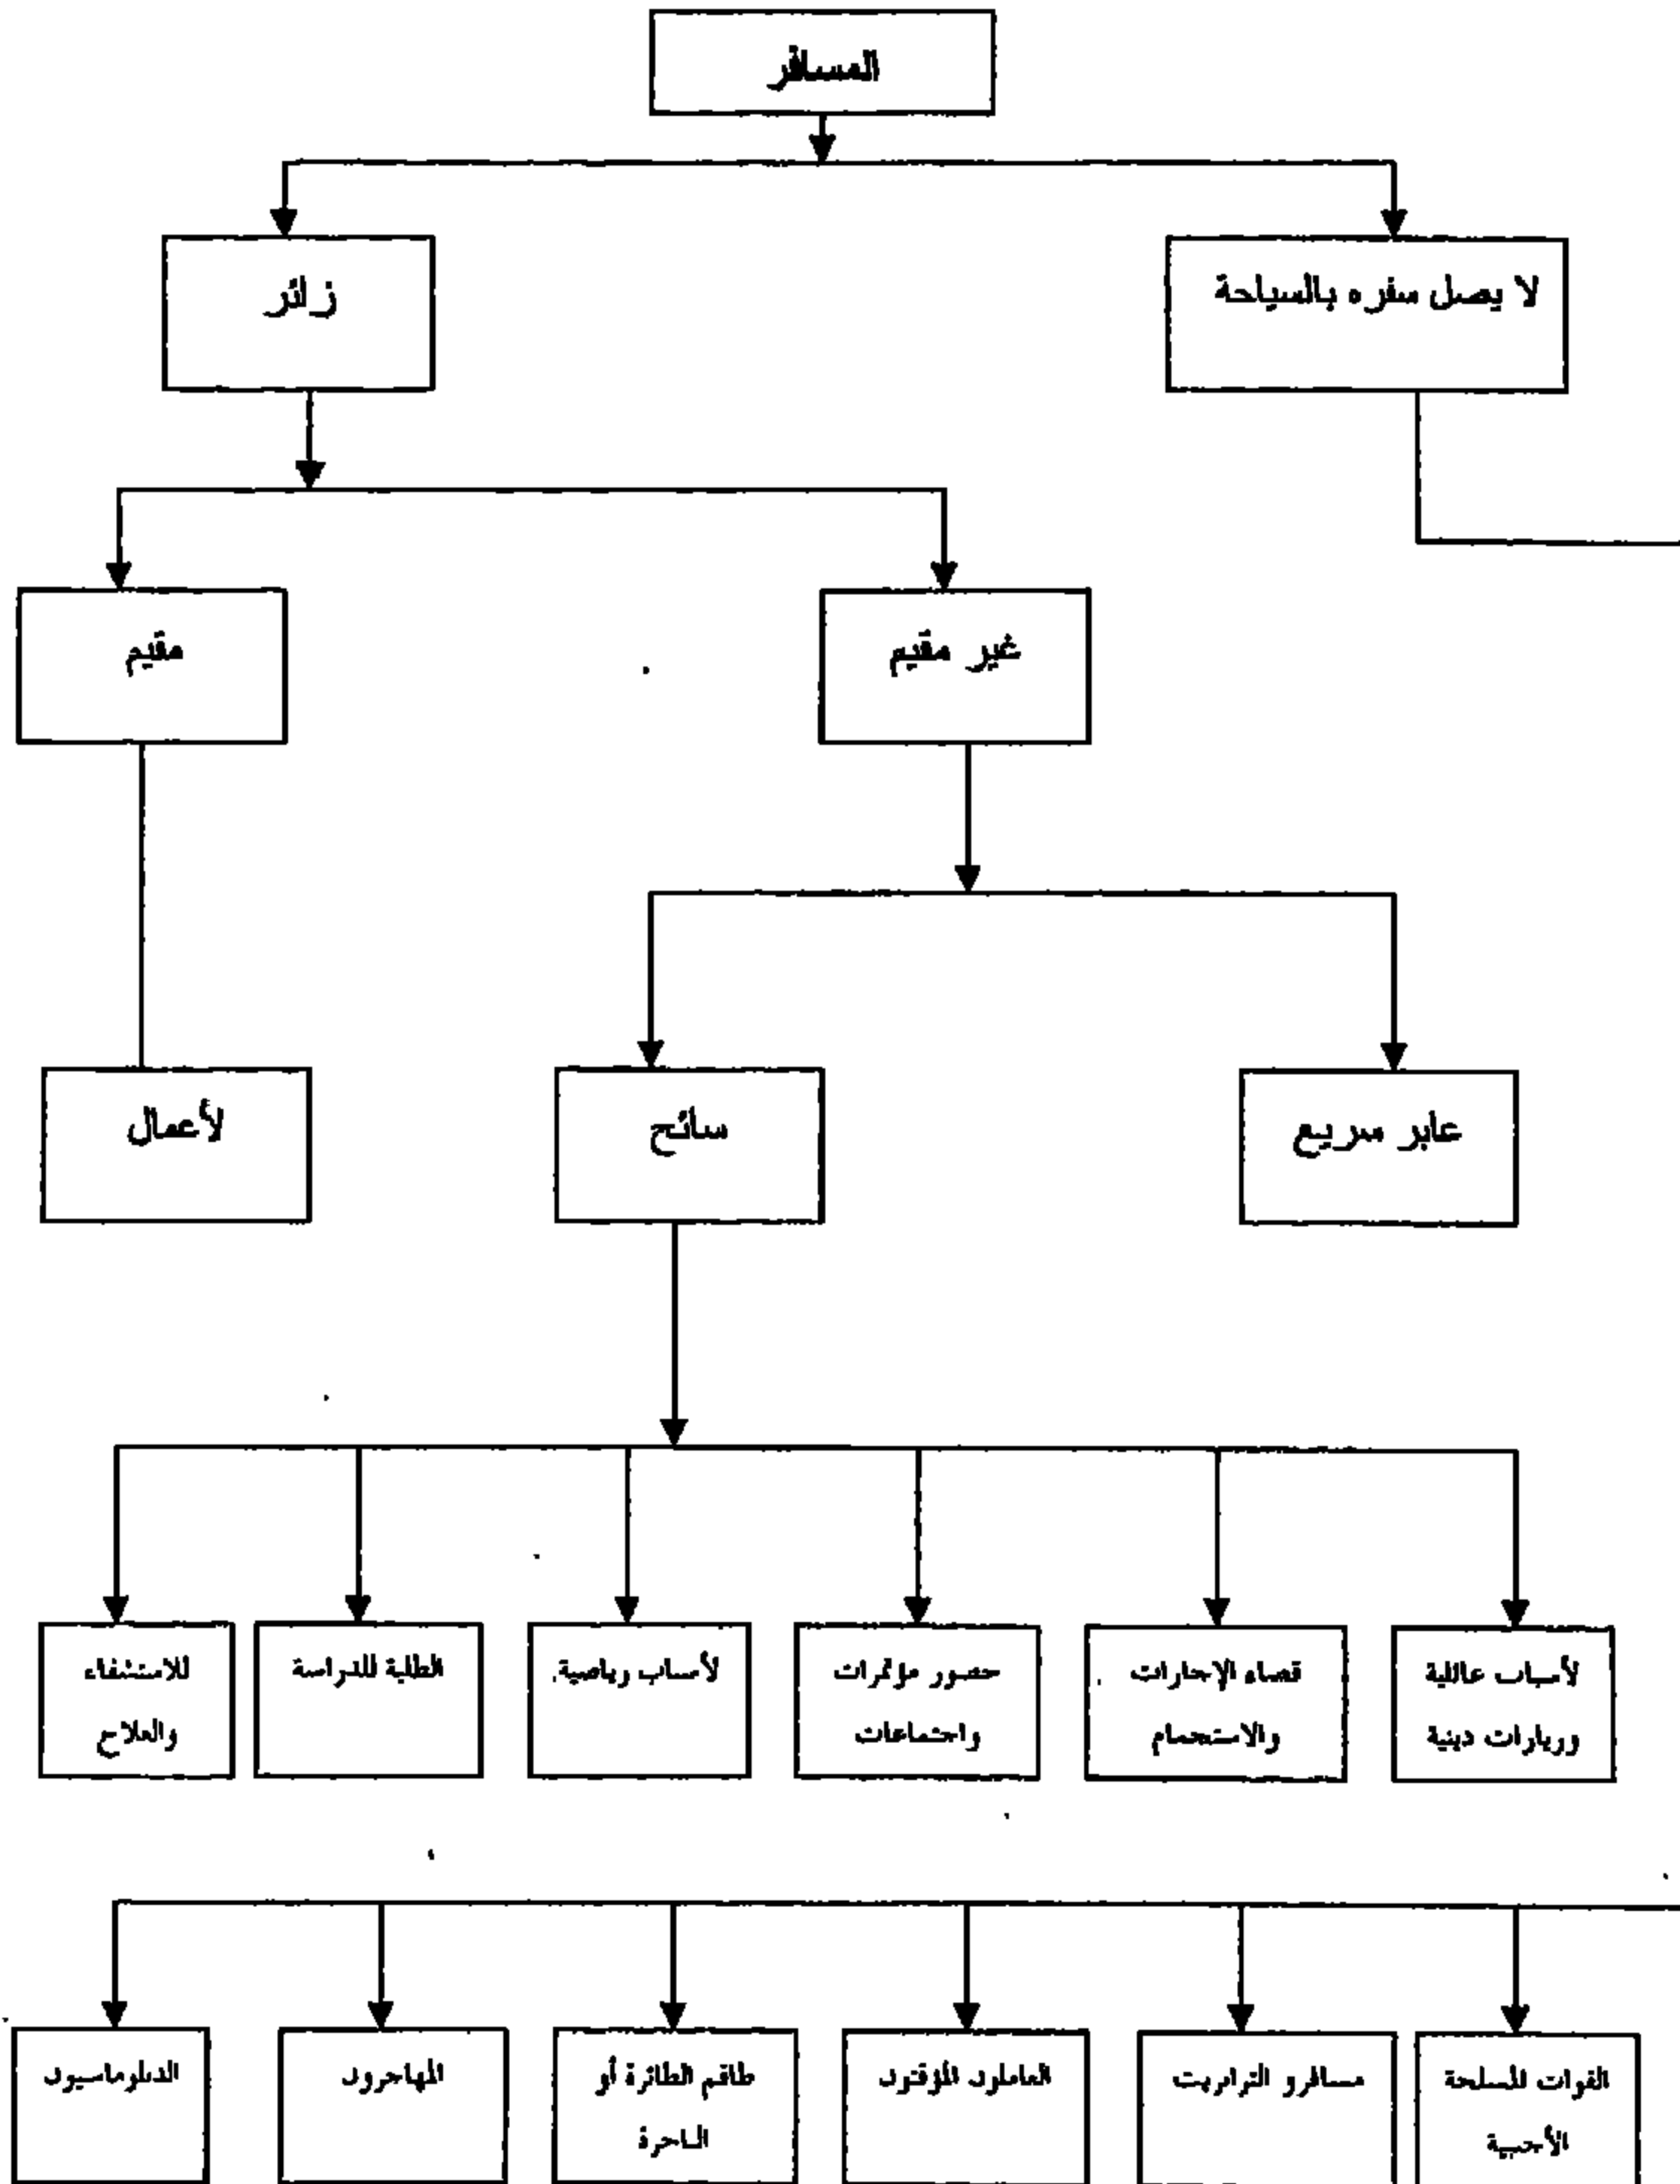 المسافر
لا يصل سفره بالسياحة
زائر
غير مقيم
مقيم
عابر سريع
سائح
لأعمال
لأسباب عائلية
وزيارات دينية
قضاء الإجازات
والاستجمام
حضور مؤتمرات
واجتماعات
لأسباب رياضية
الطلبة للدراسة
للاستشفاء
والعلاج
القوات المسلحة
الأجنبية
مسافرو الترانزيت
العاملون المؤقتون
طاقم الطائرة أو
الباخرة
المهاجرون
الدبلوماسيون